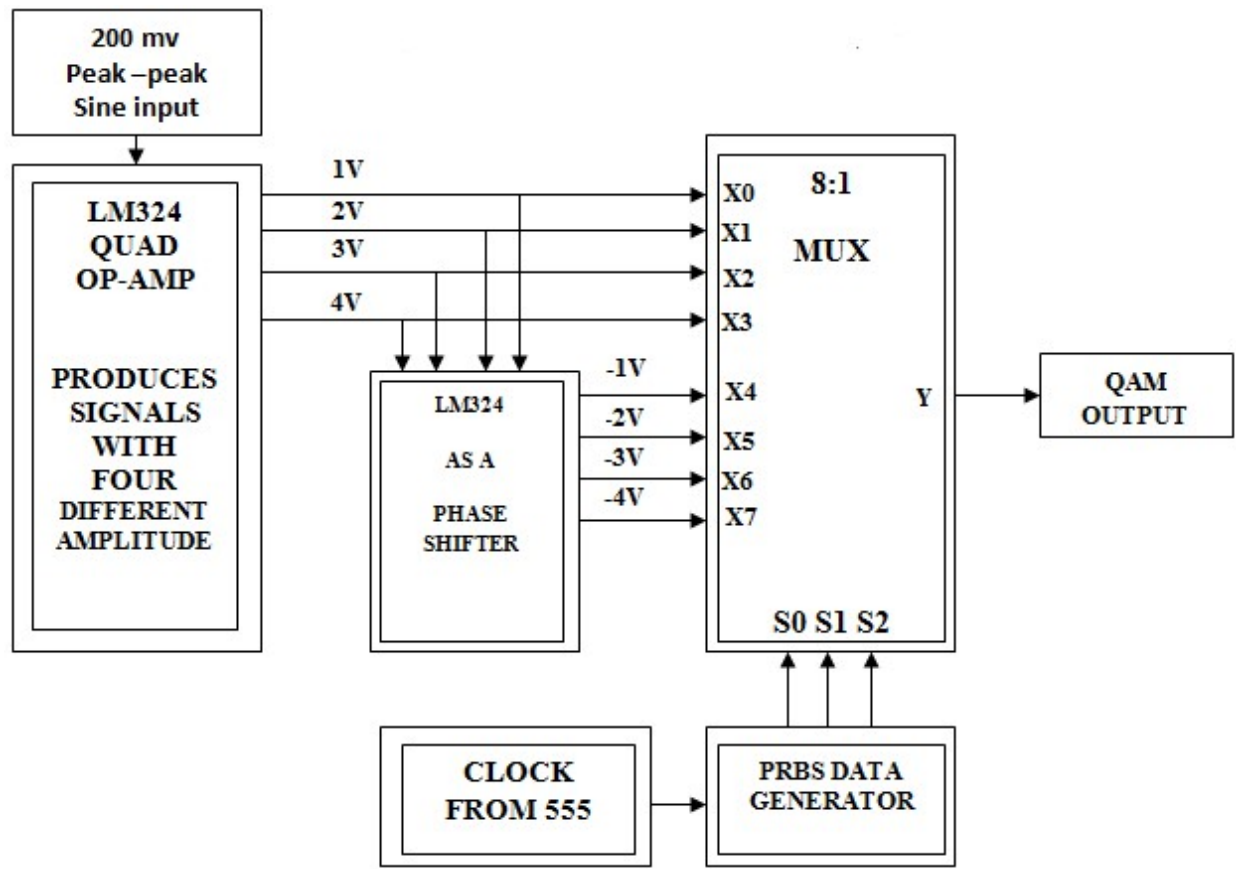 200 mv
Peak –peak
Sine input
LM324
QUAD
OP-AMP
PRODUCES
SIGNALS
WITH
FOUR
DIFFERENT
AMPLITUDE
1V
2V
3V
4V
LM324
AS A
PHASE
SHIFTER
-1V
-2V
-3V
-4V
8:1
MUX
X0
X1
X2
X3
X4
X5
X6
X7
Y
S0 S1 S2
QAM
OUTPUT
CLOCK
FROM 555
PRBS DATA
GENERATOR